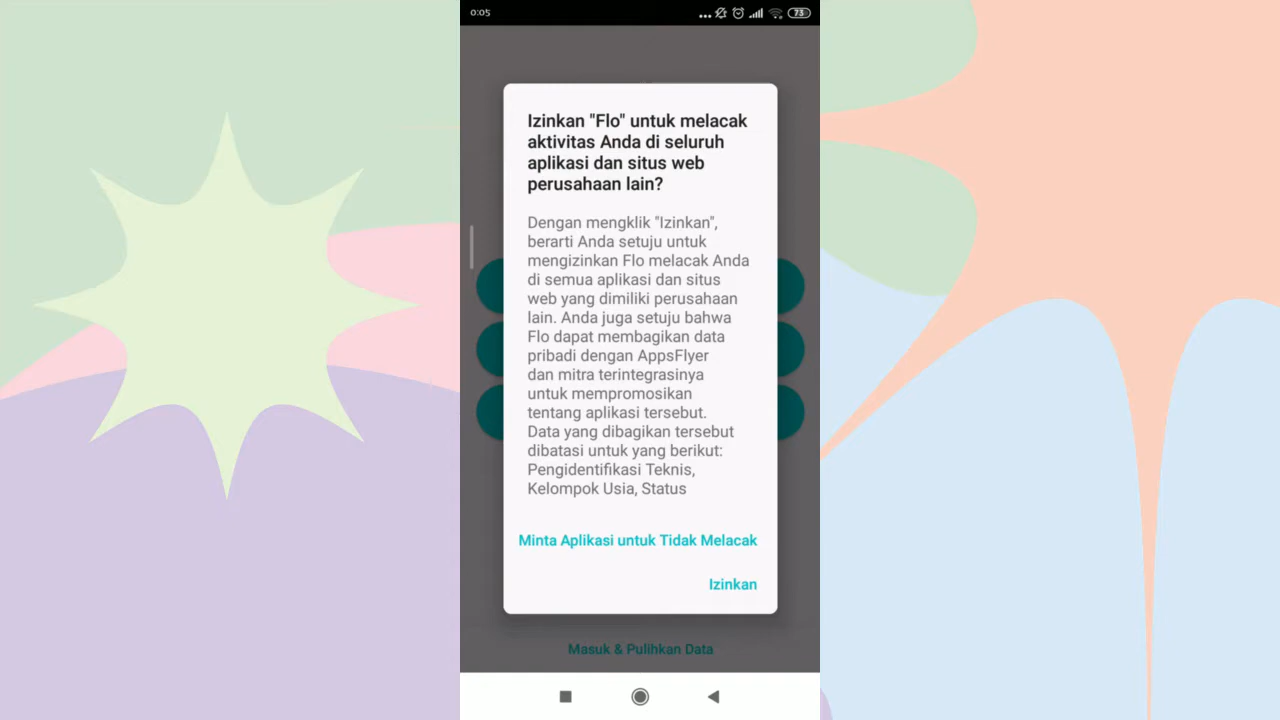 0:05
73
Izinkan "Flo" untuk melacak
aktivitas Anda di seluruh
aplikasi dan situs web
perusahaan lain?
Dengan mengklik "Izinkan",
berarti Anda setuju untuk
mengizinkan Flo melacak Anda
di semua aplikasi dan situs
web yang dimiliki perusahaan
lain. Anda juga setuju bahwa
Flo dapat membagikan data
pribadi dengan AppsFlyer
dan mitra terintegrasinya
untuk mempromosikan
tentang aplikasi tersebut.
Data yang dibagikan tersebut
dibatasi untuk yang berikut:
Pengidentifikasi Teknis,
Kelompok Usia, Status
Minta Aplikasi untuk Tidak Melacak
Izinkan
Masuk & Pulihkan Data